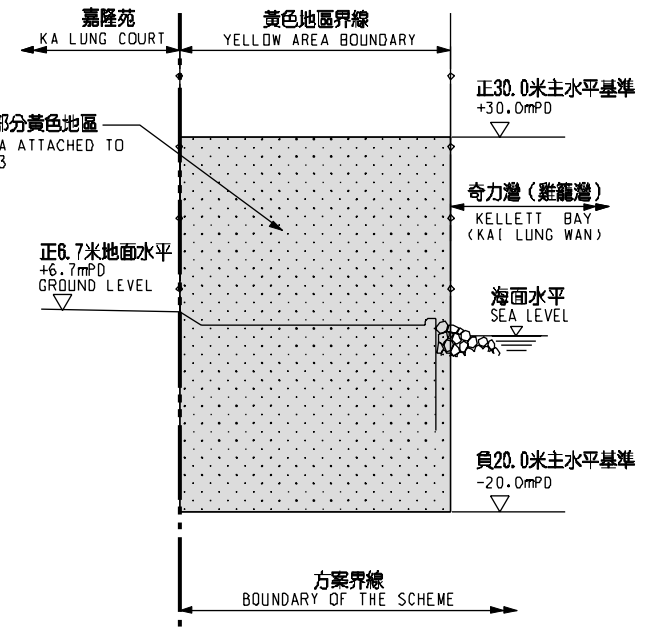 嘉隆苑
KA LUNG COURT
黃色地區界線
YELLOW AREA BOUNDARY
正30.0米主水平基準
+30.0mPD
部分黃色地區
A ATTACHED TO
3
奇力灣（雞籠灣）
KELLETT BAY
(KAI LUNG WAN)
正6.7米地面水平
+6.7mPD
GROUND LEVEL
海面水平
SEA LEVEL
負20.0米主水平基準
-20.0mPD
方案界線
BOUNDARY OF THE SCHEME